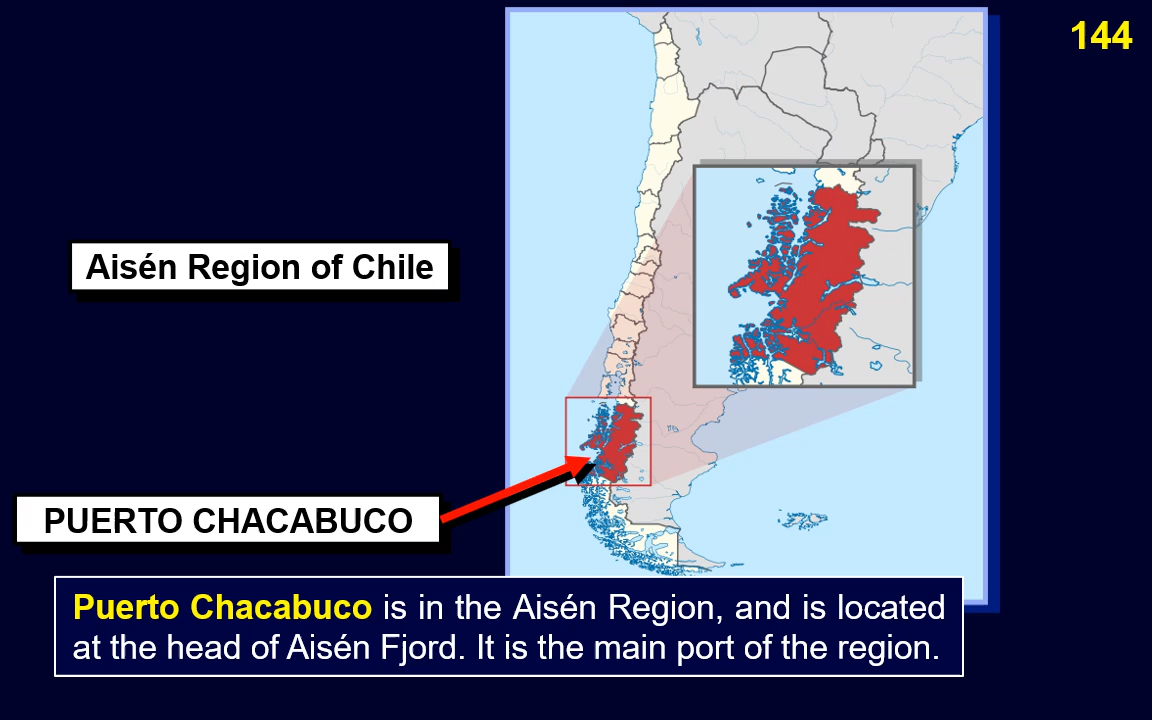 144
Aisén Region of Chile
PUERTO CHACABUCO
Puerto Chacabuco is in the Aisén Region, and is located
at the head of Aisén Fjord. It is the main port of the region.